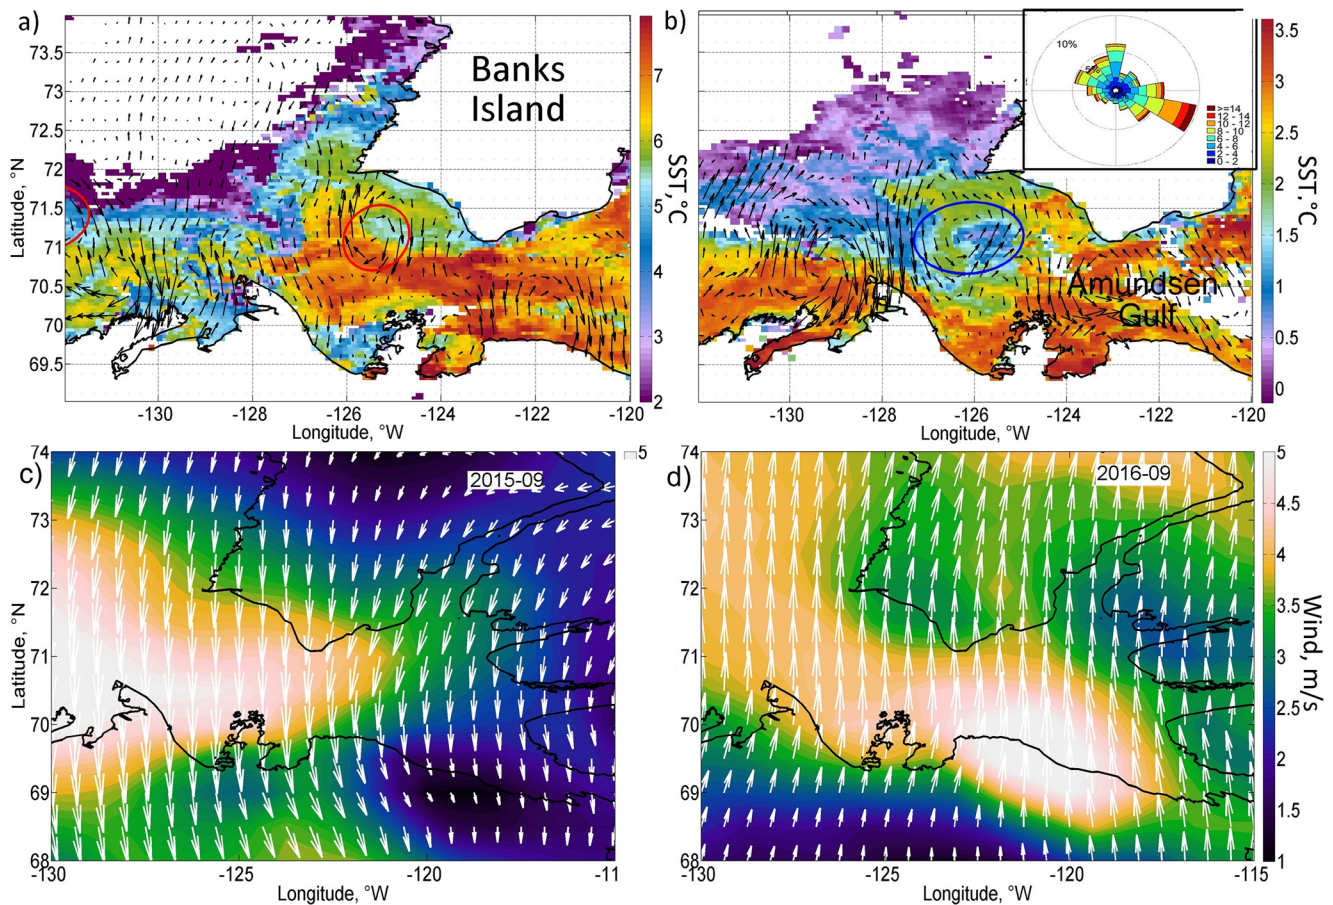 a)
Banks
Island
73.5
73
72.5
72
71.5
71
70.5
70
69.5
Latitude, °N
-130
-128
-126
-124
-122
-120
Longitude, °W
7
6
5
4
3
2
SST,°C
b)
10%
>=14
12 - 14
10 - 12
8 - 10
6 - 8
4 - 6
2 - 4
0 - 2
Amundsen
Gulf
-130
-128
-126
-124
-122
-120
Longitude, °W
3.5
3
2.5
2
1.5
1
0.5
0
SST,°C
c)
2015-09
5
74
73
72
71
70
69
68
Latitude, °N
-130
-125
-120
-11
Longitude, °W
d)
2016-09
74
73
72
71
70
69
68
-130
-125
-120
-115
Longitude, °W
5
4.5
4
3.5
3
2.5
2
1.5
1
Wind, m/s